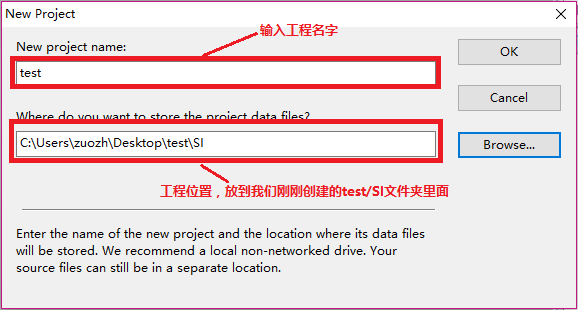 New Project
New project name:
输入工程名字
test
OK
Where do you want to store the project data files?
Cancel
C:\Users\zuozh\Desktop\test\SI
Browse...
工程位置，放到我们刚刚创建的test/SI文件夹里面
Enter the name of the new project and the location where its data files
will be stored. We recommend a local non-networked drive. Your
source files can still be in a separate location.